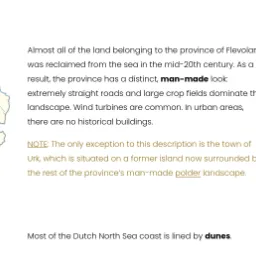 Almost all of the land belonging to the province of Flevolan
was reclaimed from the sea in the mid-20th century. As a
result, the province has a distinct, man-made look:
extremely straight roads and large crop fields dominate th
landscape. Wind turbines are common. In urban areas,
there are no historical buildings.
NOTE: The only exception to this description is the town of
Urk, which is situated on a former island now surrounded b
the rest of the province's man-made polder landscape.
Most of the Dutch North Sea coast is lined by dunes.